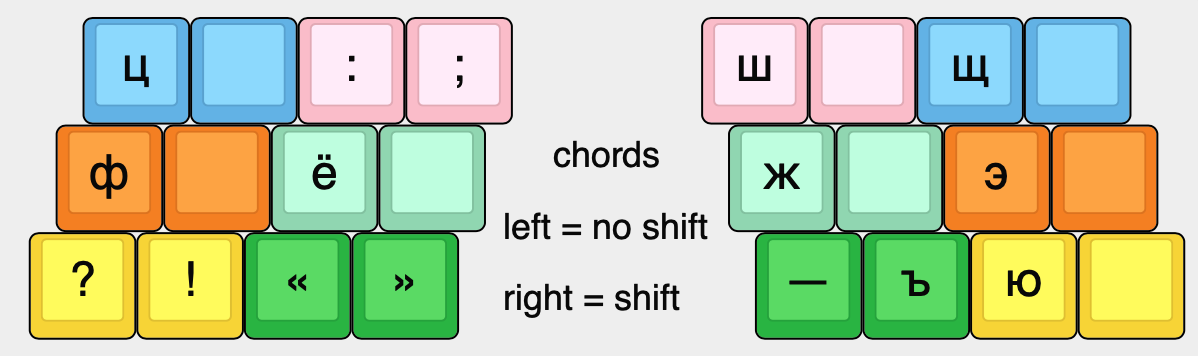 ц : ; ш щ
chords
ф ё ж э
left = no shift
? ! « » — ъ ю
right = shift